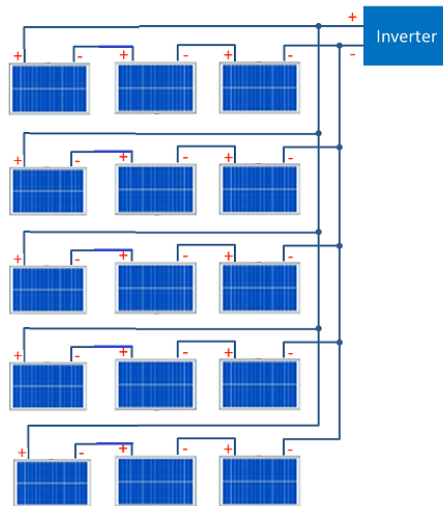 +
Inverter
-
+ - + - + -
+ - + - + -
+ - + - + -
+ - + - + -
+ - + - + -